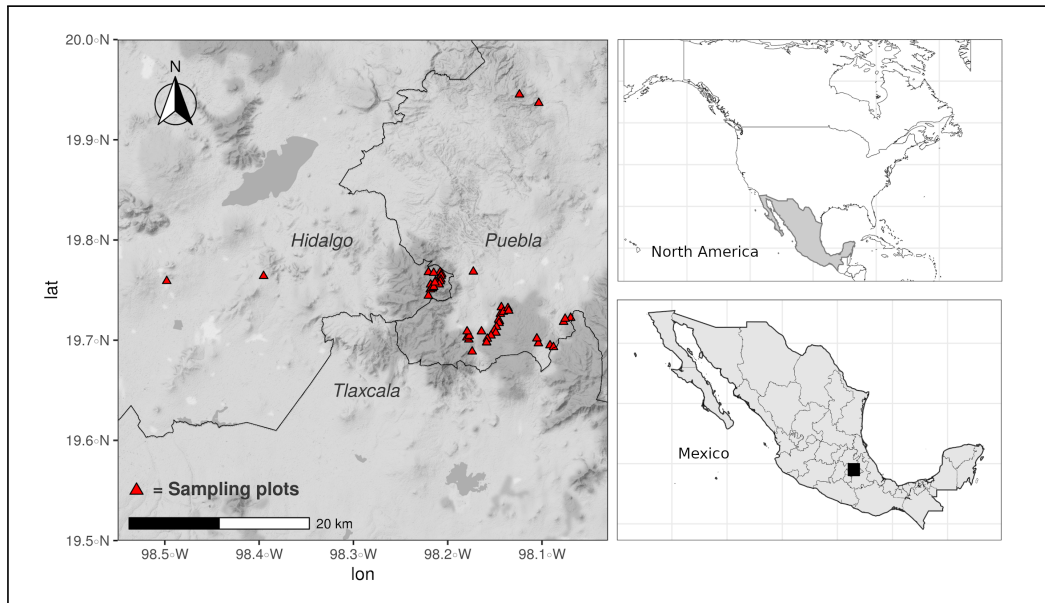 20.0°N
N
19.9°N
19.8°N
Hidalgo
Puebla
lat
19.7°N
Tlaxcala
19.6°N
= Sampling plots
20 km
19.5°N
98.5°W 98.4°W 98.3°W 98.2°W 98.1°W
lon
North America
Mexico